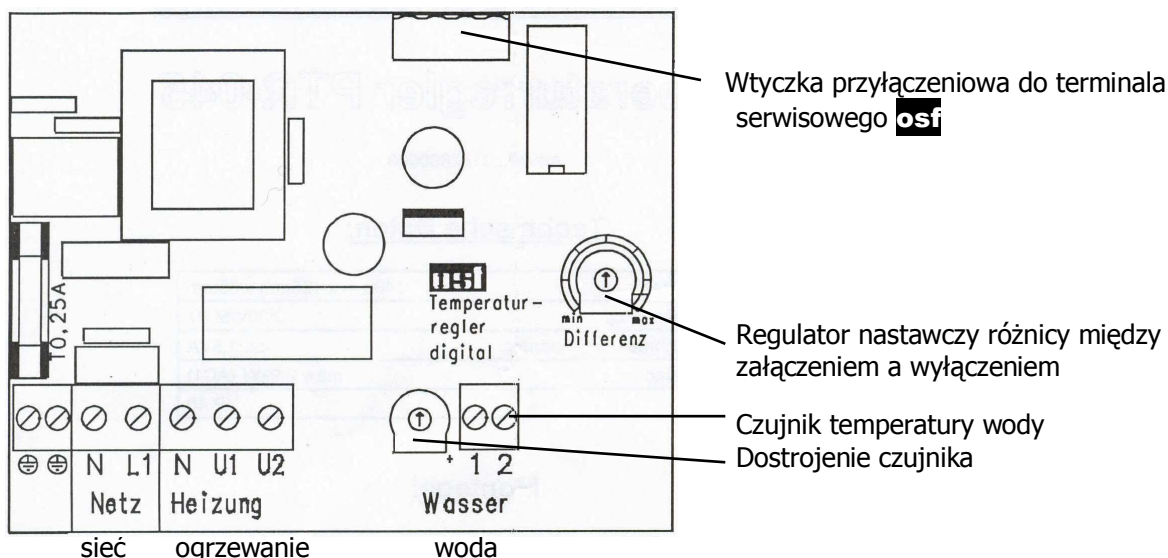 Wtyczka przyłączeniowa do terminala
serwisowego osf
T0,25A
osf
Temperatur-
regler
digital
min
max
Differenz
Regulator nastawczy różnicy między
załączeniem a wyłączeniem
Czujnik temperatury wody
Dostrojenie czujnika
N L1 N U1 U2
+ 1 2
Netz Heizung Wasser
sieć ogrzewanie woda